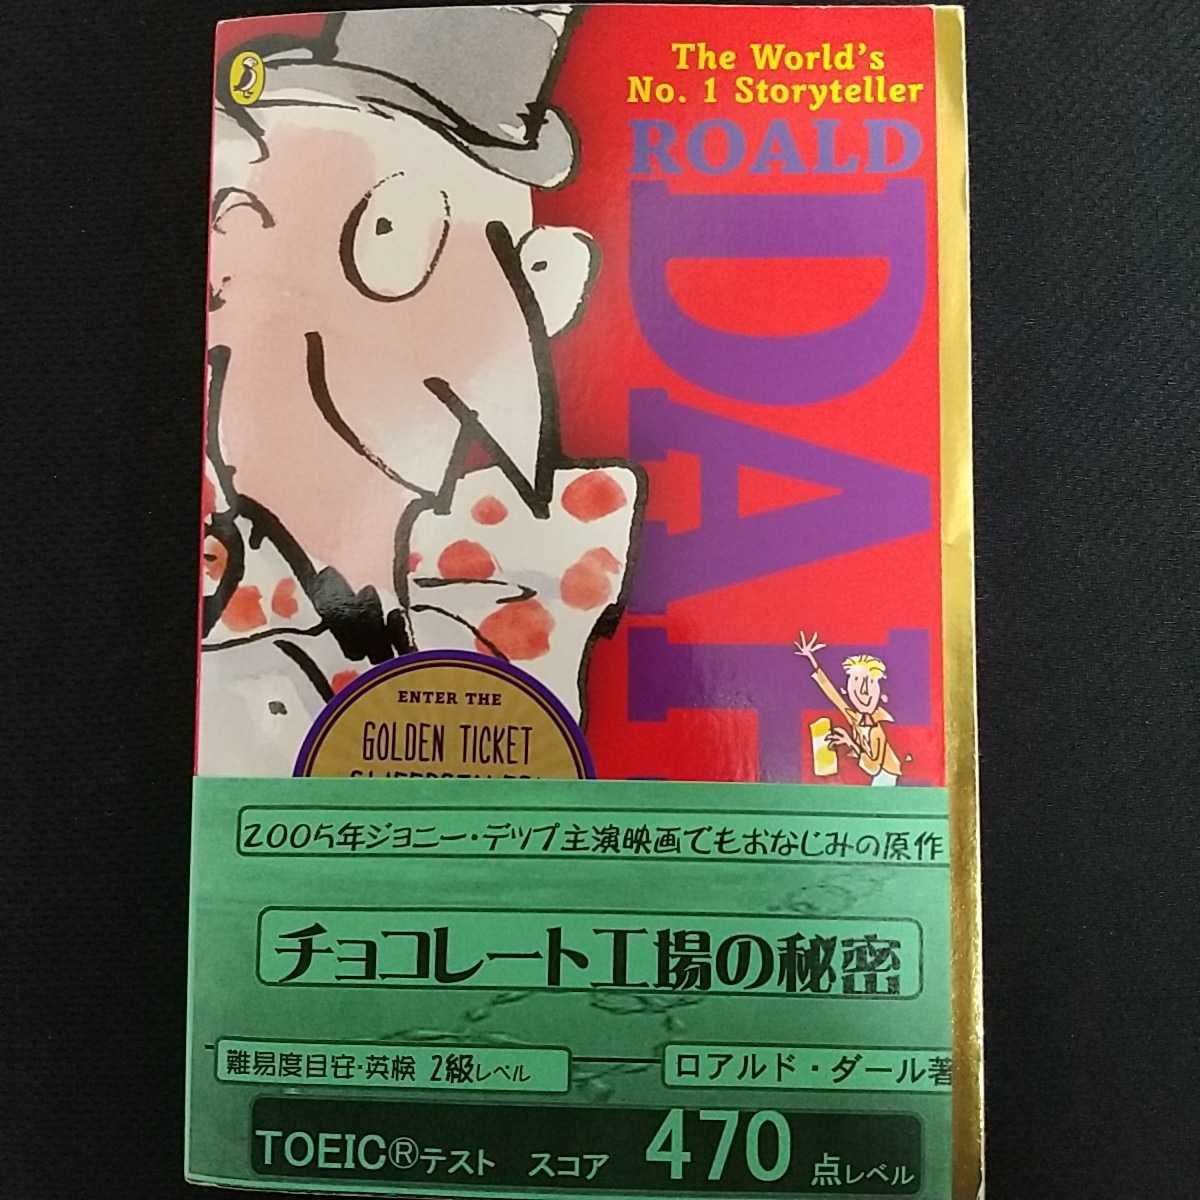 The World's
No. 1 Storyteller
ROALD
DAH
ENTER THE
GOLDEN TICKET
2005年ジョニー・デップ主演映画でもおなじみの原作
チョコレート工場の秘密
難易度目安・英検 2級レベル
ロアルド・ダール著
TOEIC®テスト スコア 470点レベル